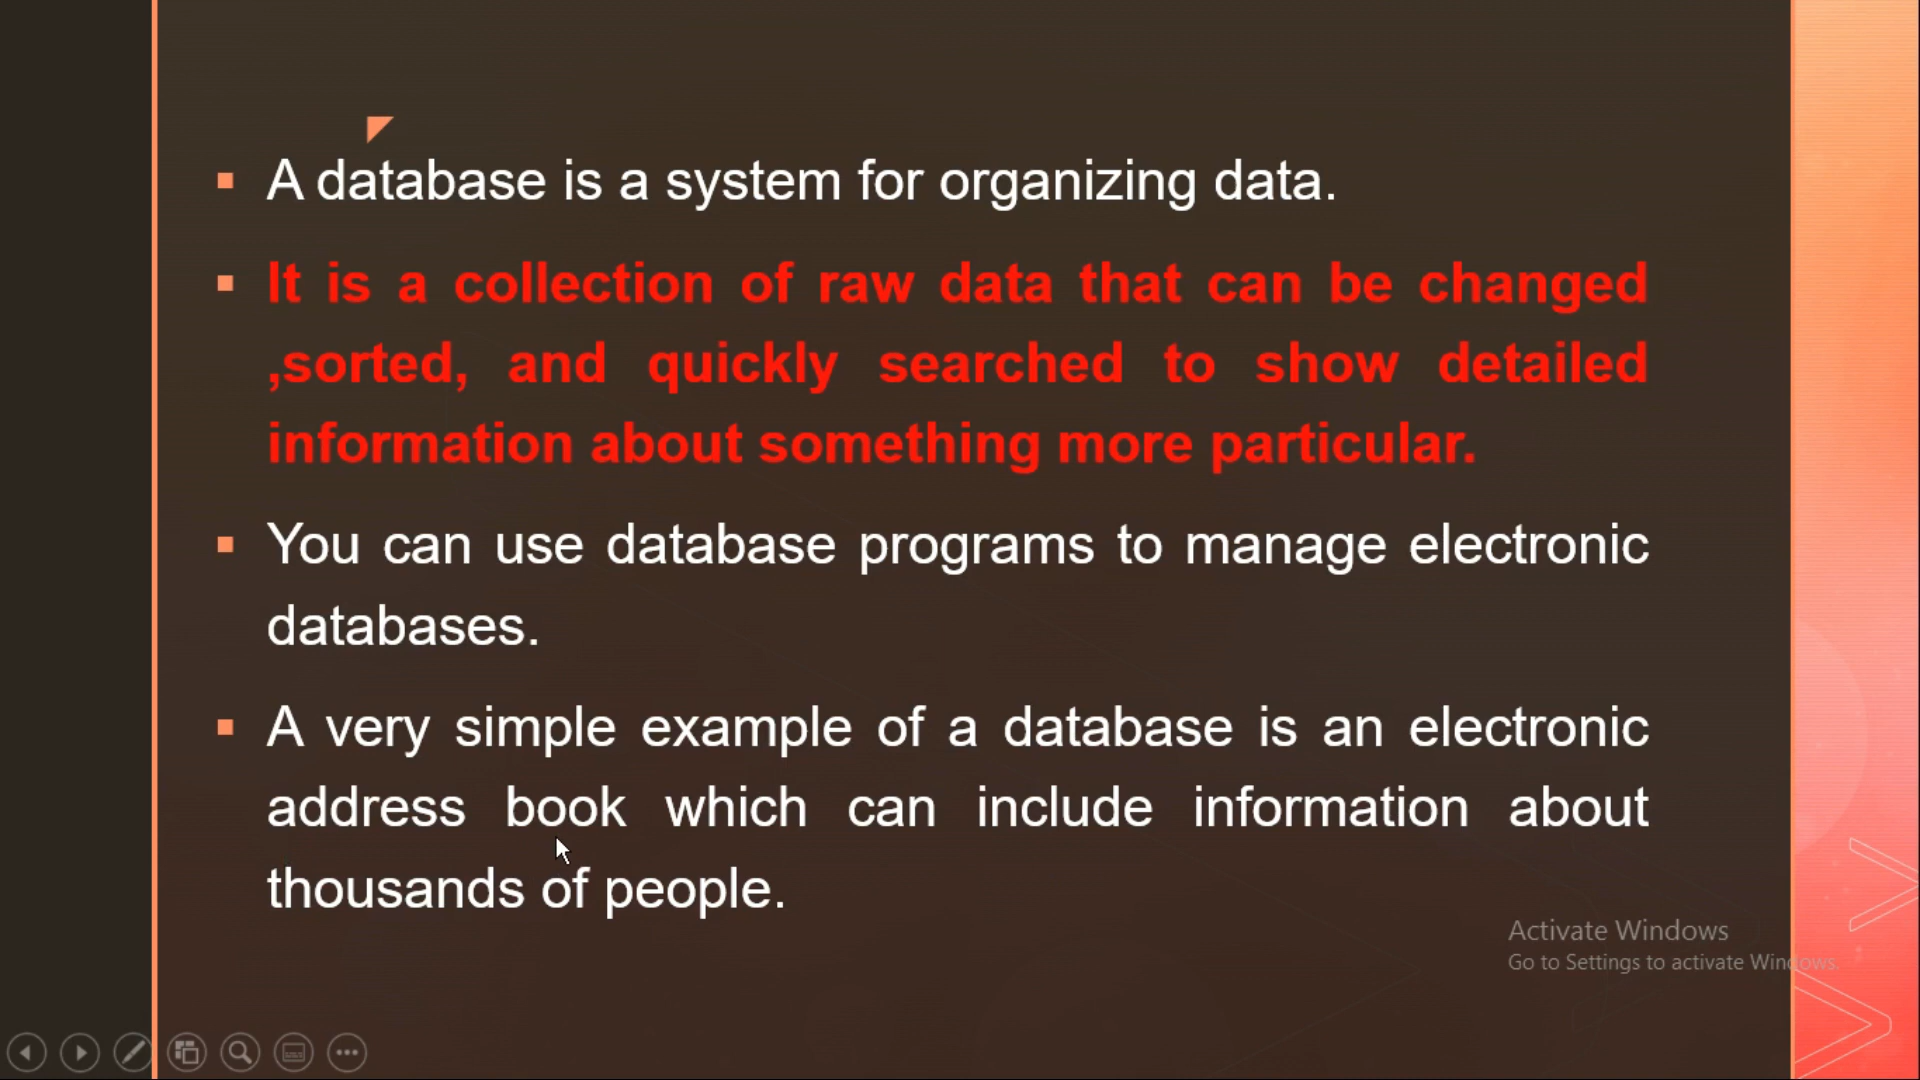 A database is a system for organizing data.
It is a collection of raw data that can be changed
,sorted, and quickly searched to show detailed
information about something more particular.
You can use database programs to manage electronic
databases.
A very simple example of a database is an electronic
address book which can include information about
thousands of people.
Activate Windows
Go to Settings to activate Windows.